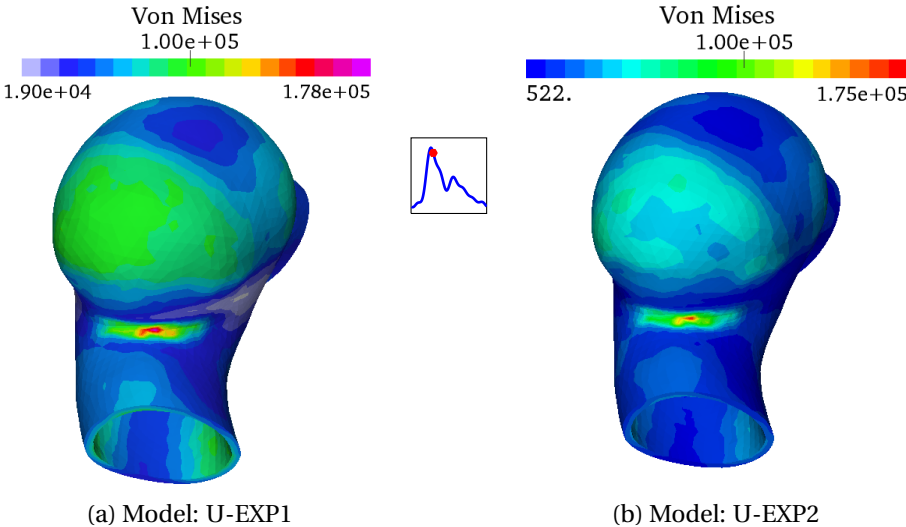 Von Mises
1.00e+05
1.90e+04 1.78e+05
Von Mises
1.00e+05
522. 1.75e+05
(a) Model: U-EXP1
(b) Model: U-EXP2